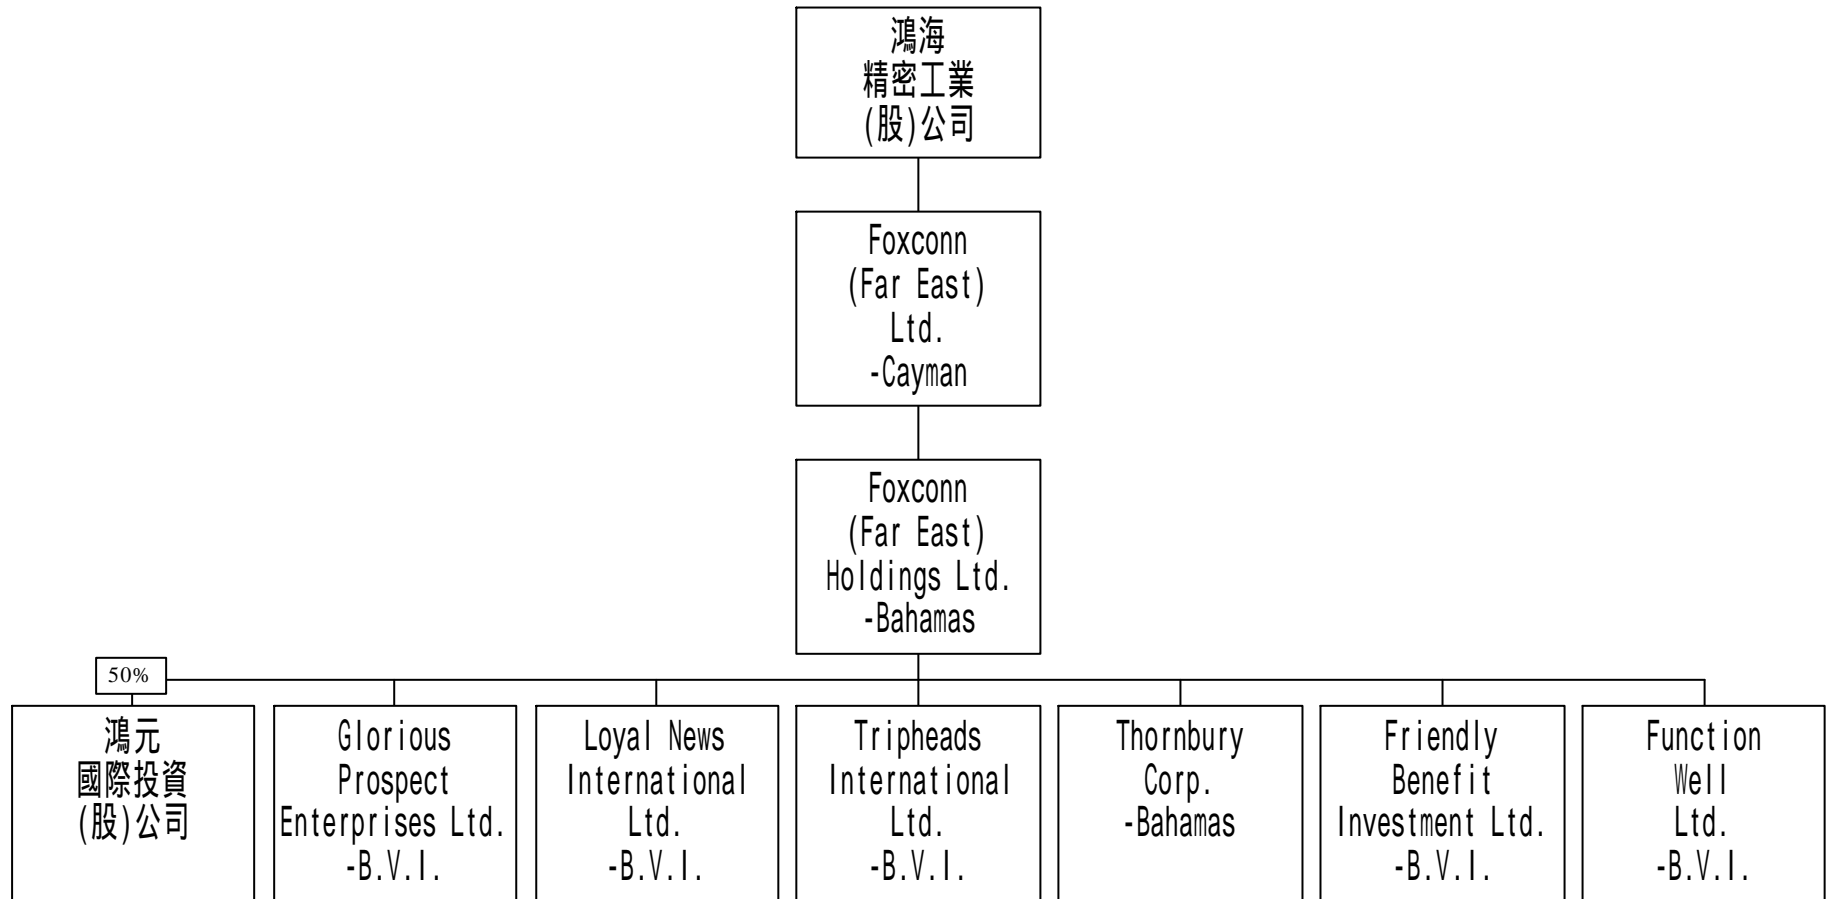 鴻海
精密工業
(股)公司
Foxconn
(Far East)
Ltd.
-Cayman
Foxconn
(Far East)
Holdings Ltd.
-Bahamas
50%
鴻元
國際投資
(股)公司
Glorious
Prospect
Enterprises Ltd.
-B.V.I.
Loyal News
International
Ltd.
-B.V.I.
Tripheads
International
Ltd.
-B.V.I.
Thornbury
Corp.
-Bahamas
Friendly
Benefit
Investment Ltd.
-B.V.I.
Function
Well
Ltd.
-B.V.I.